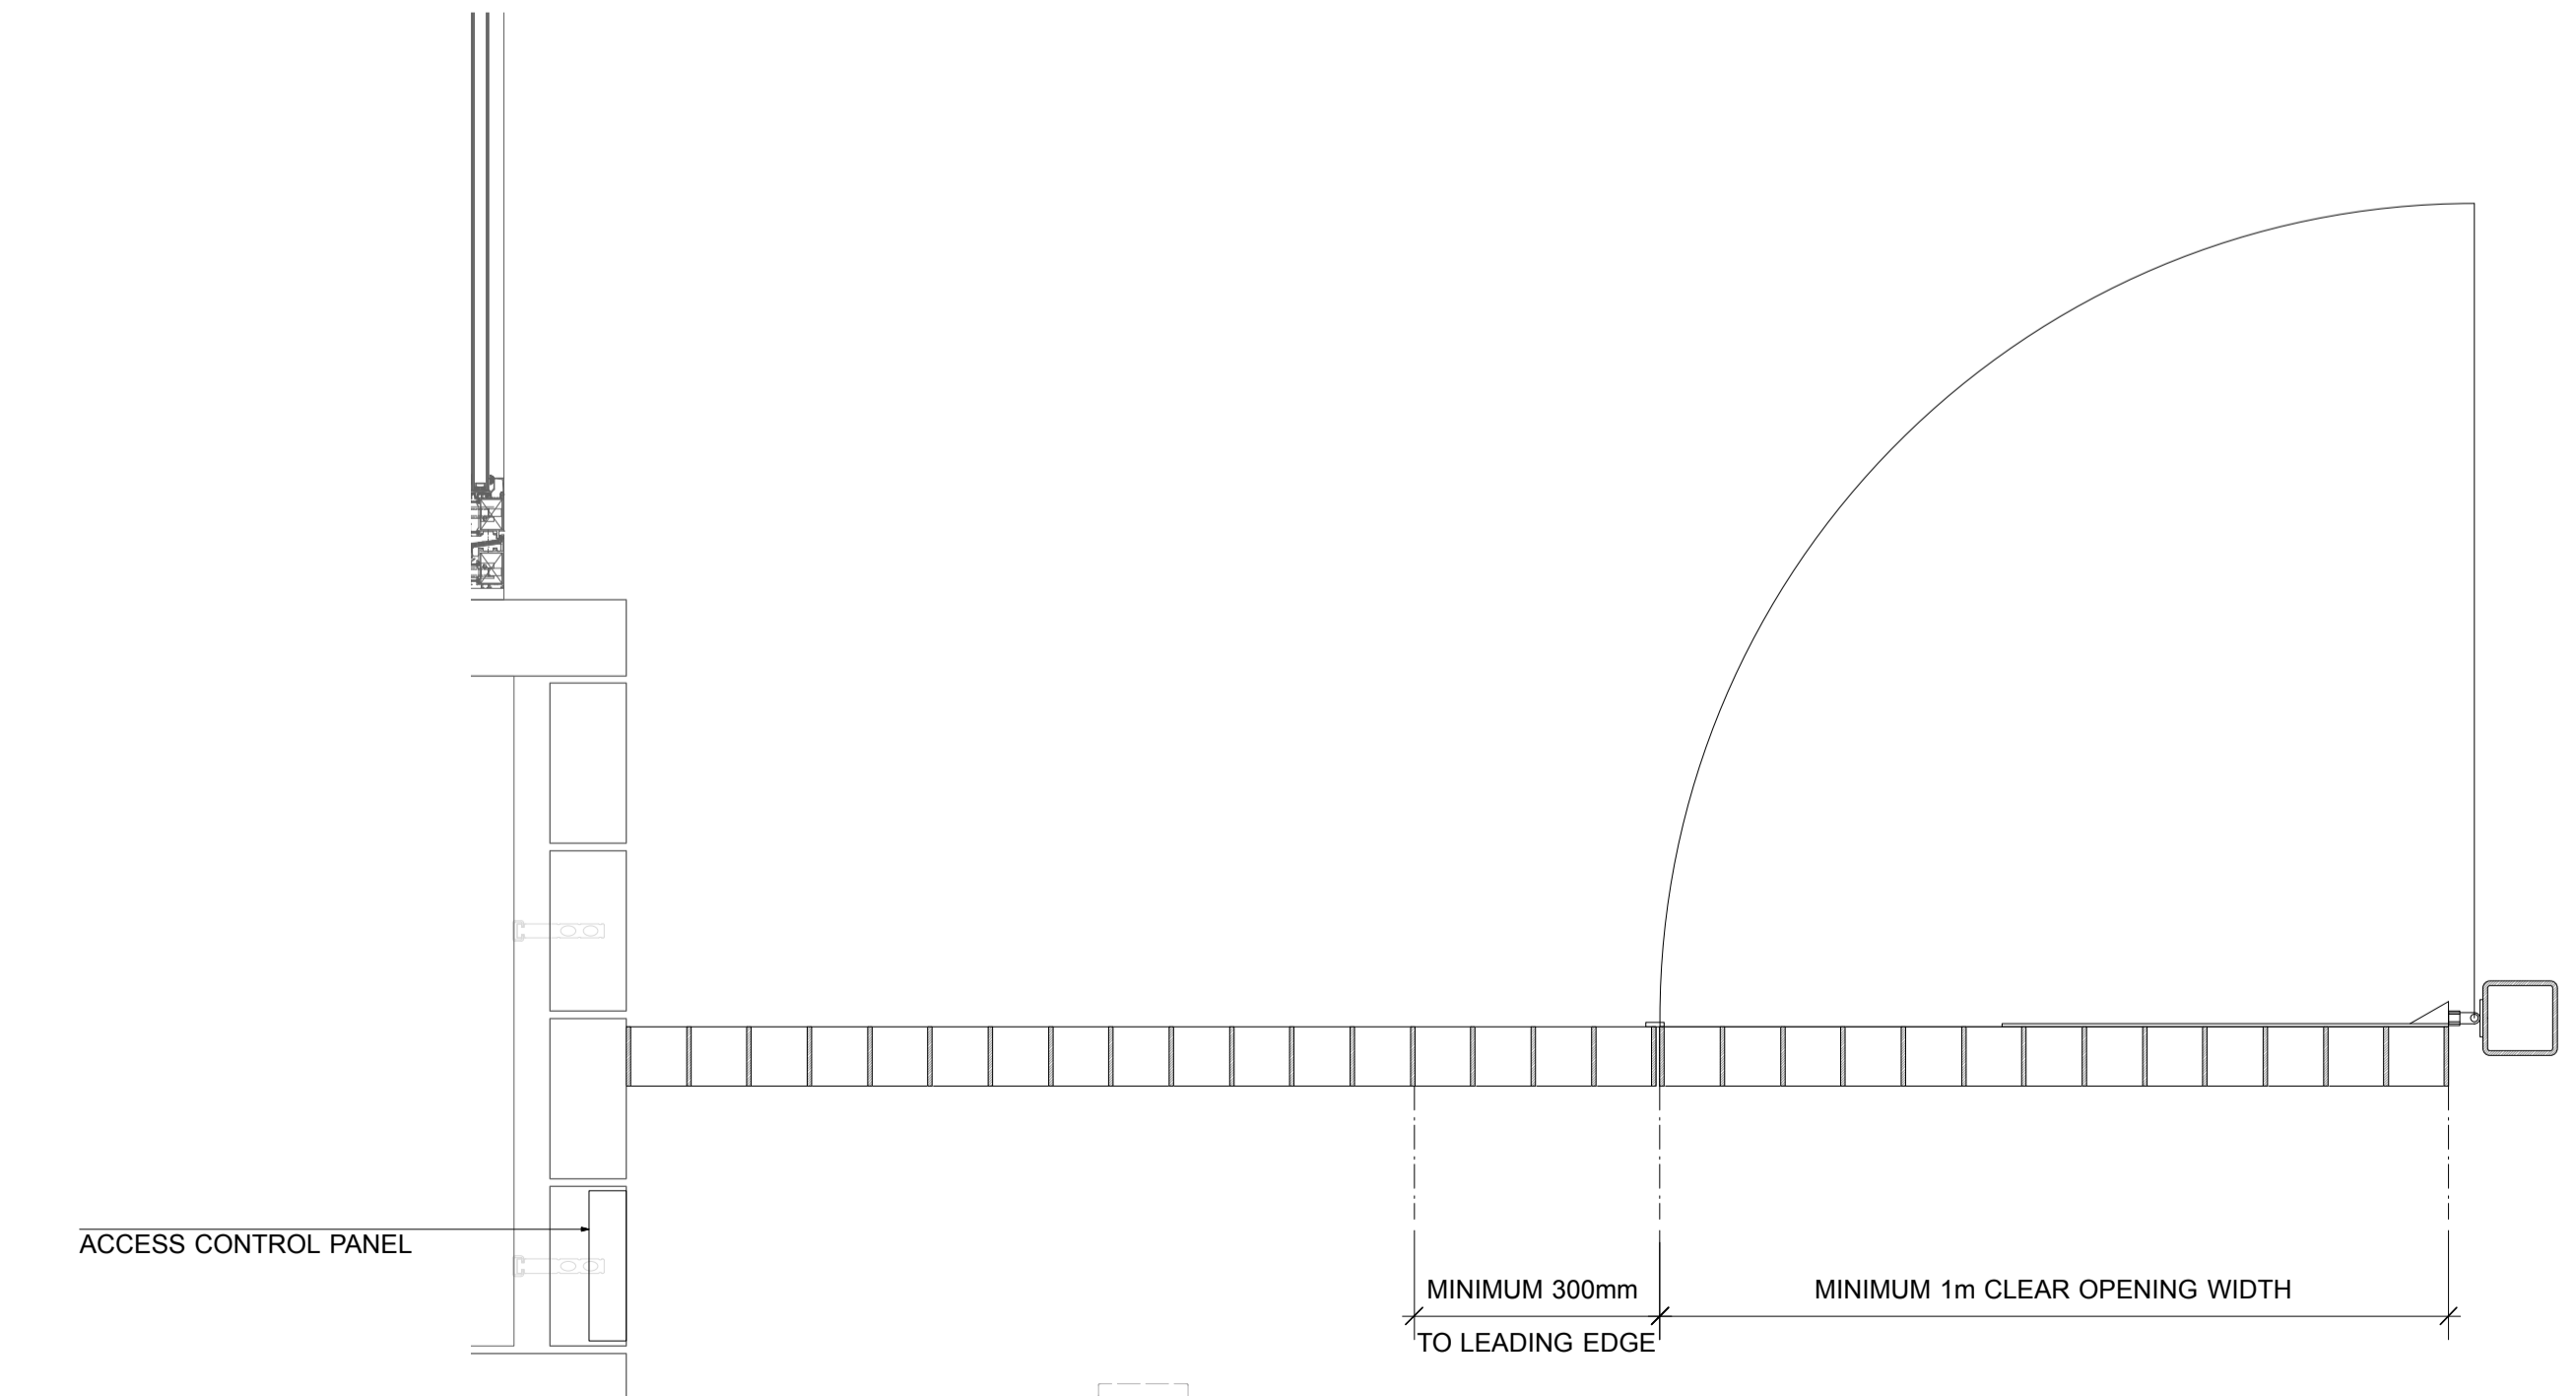 ACCESS CONTROL PANEL
MINIMUM 300mm
TO LEADING EDGE
MINIMUM 1m CLEAR OPENING WIDTH